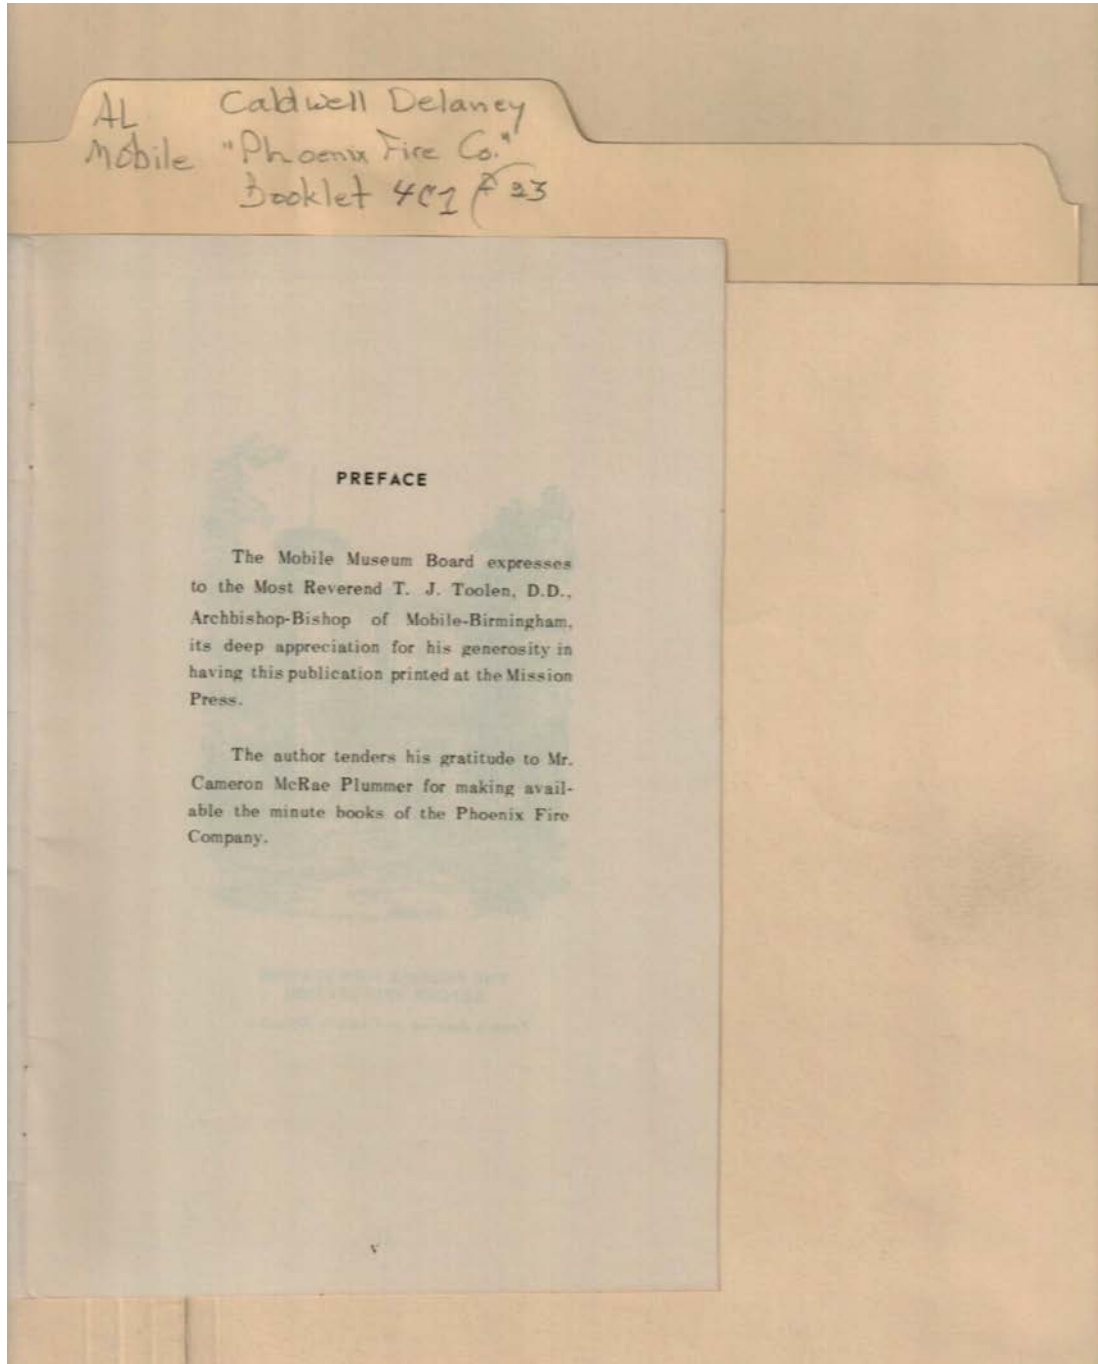 AL Caldwell Delaney
Mobile "Phoenix Fire Co."
Booklet 4C1 F23
PREFACE
The Mobile Museum Board expresses
to the Most Reverend T. J. Toolen, D.D.,
Archbishop-Bishop of Mobile-Birmingham,
its deep appreciation for his generosity in
having this publication printed at the Mission
Press.
The author tenders his gratitude to Mr.
Cameron McRae Plummer for making avail-
able the minute books of the Phoenix Fire
Company.
v